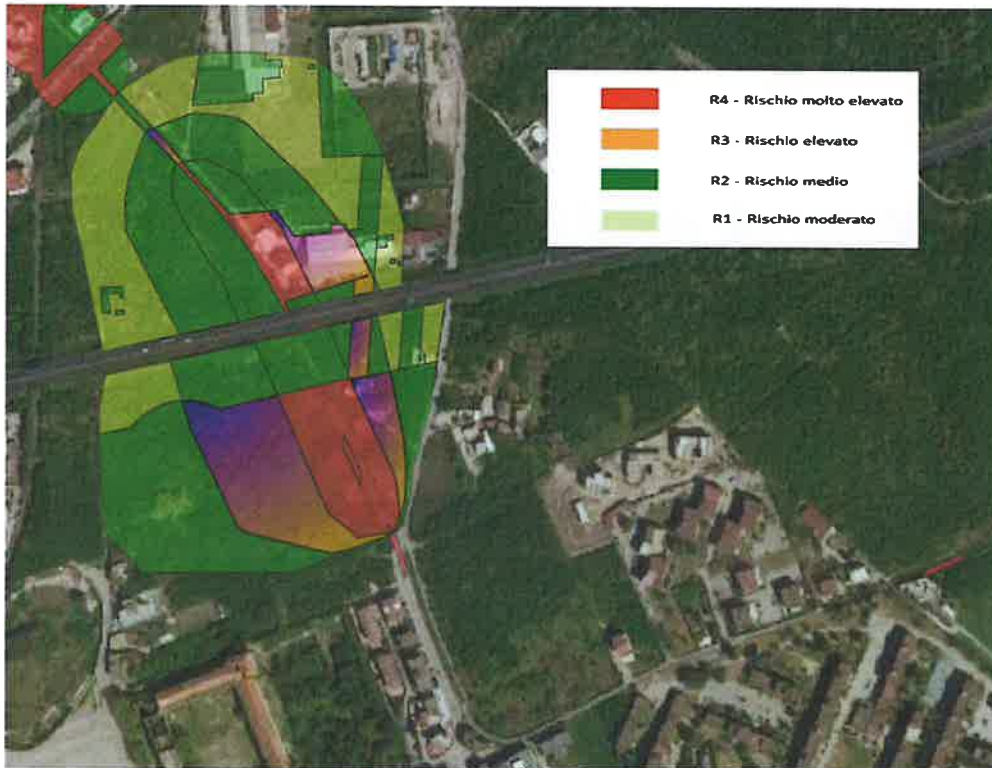 R4 - Rischio molto elevato
R3 - Rischio elevato
R2 - Rischio medio
R1 - Rischio moderato